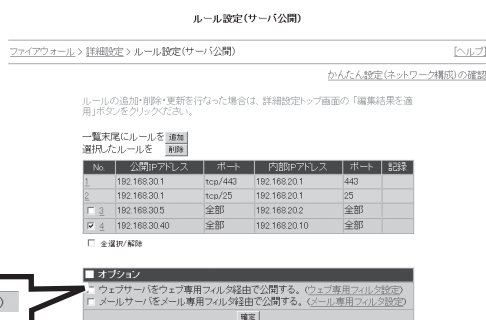 ルール設定(サーバ公開)
ファイアウォール > 詳細設定 > ルール設定(サーバ公開) [ヘルプ]
かんたん設定(ネットワーク構成)の確認
ルールの追加・削除・更新を行なった場合は、詳細設定トップ画面の「編集結果を適
用」ボタンをクリックください。
一覧末尾にルールを 追加
選択したルールを 削除
No. 公開IPアドレス ポート 内部IPアドレス ポート 記録
1 192.168.30.1 tcp/443 192.168.20.1 443
2 192.168.30.1 tcp/25 192.168.20.1 25
3 192.168.30.5 全部 192.168.20.2 全部
4 192.168.30.40 全部 192.168.20.10 全部
全選択/解除
オプション
ウェブサーバをウェブ専用フィルタ経由で公開する。(ウェブ専用フィルタ設定)
メールサーバをメール専用フィルタ経由で公開する。(メール専用フィルタ設定)
確定